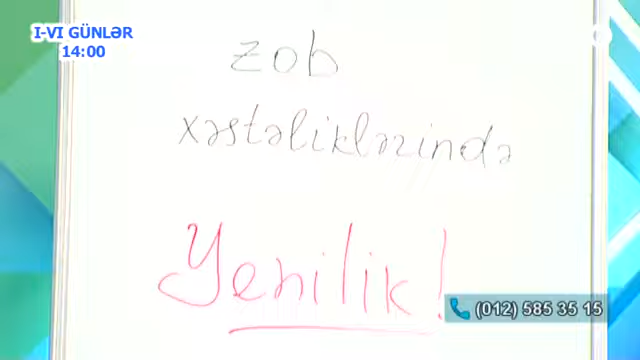 I-VI GÜNLƏR
14:00
zob
xəstəliklərində
Yenilik!
(012) 585 35 15